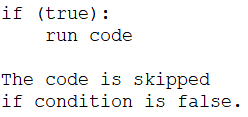 if (true):
    run code

The code is skipped
if condition is false.